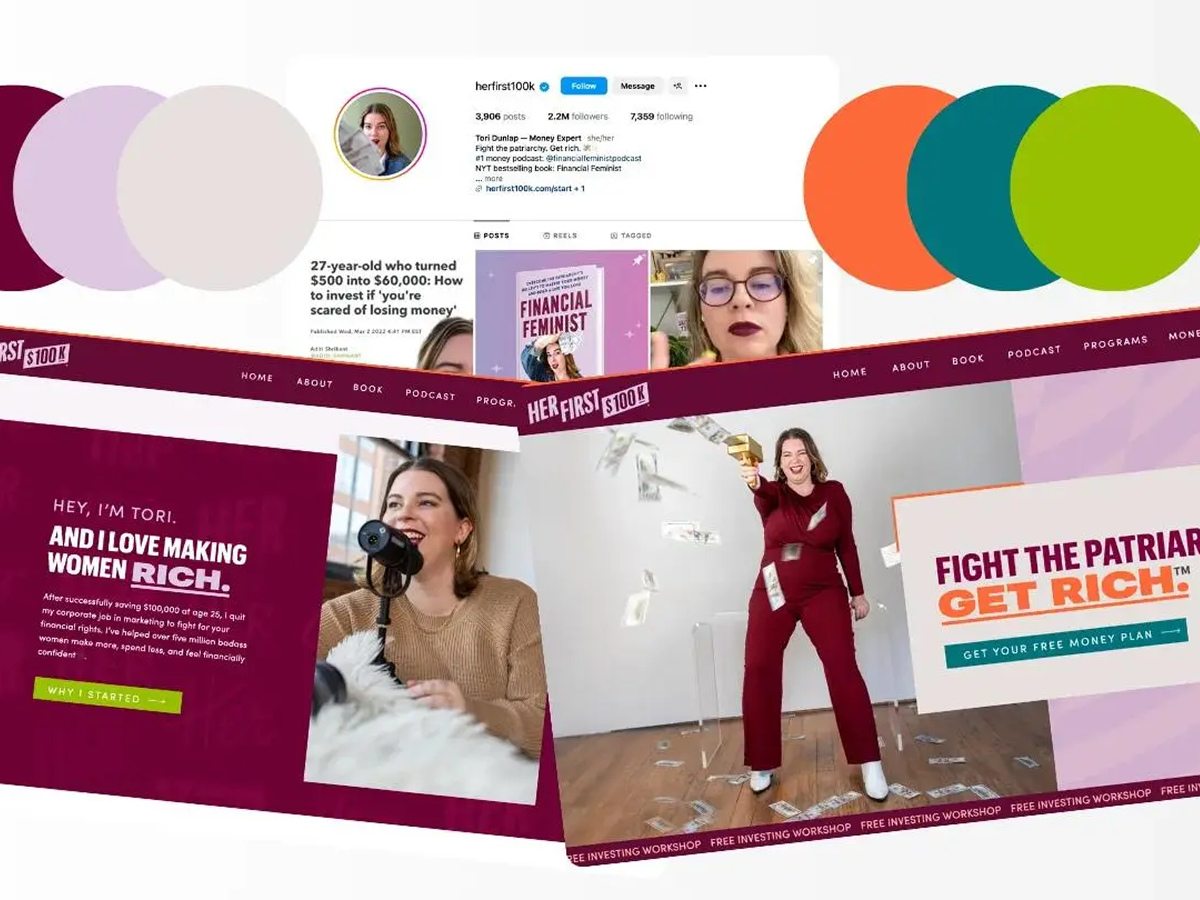 herfirst100k
Follow
Message
3,906 posts
2.2M followers
7,359 following
Tori Dunlap — Money Expert she/her
Fight the patriarchy. Get rich.
#1 money podcast: @financialfeministpodcast
NYT bestselling book: Financial Feminist
... more
herfirst100k.com/start + 1
POSTS
REELS
TAGGED
27-year-old who turned
$500 into $60,000: How
to invest if 'you're
scared of losing money'
Published Wed, Mar 2 2022 4:41 PM EST
FINANCIAL
FEMINIST
RST $100K
HOME
ABOUT
BOOK
PODCAST
PROGR
HEY, I'M TORI.
AND I LOVE MAKING
WOMEN RICH.
After successfully saving $100,000 at age 25, I quit
my corporate job in marketing to fight for your
financial rights. I've helped over five million badass
women make more, spend less, and feel financially
confident
WHY I STARTED →
HER FIRST $100K
HOME
ABOUT
BOOK
PODCAST
PROGRAMS
MONE
FIGHT THE PATRIAR
GET RICH.™
GET YOUR FREE MONEY PLAN →
FREE INVESTING WORKSHOP FREE INVESTING WORKSHOP FREE INVESTING WORKSHOP FREE INVESTING WORKSHOP FREE IN